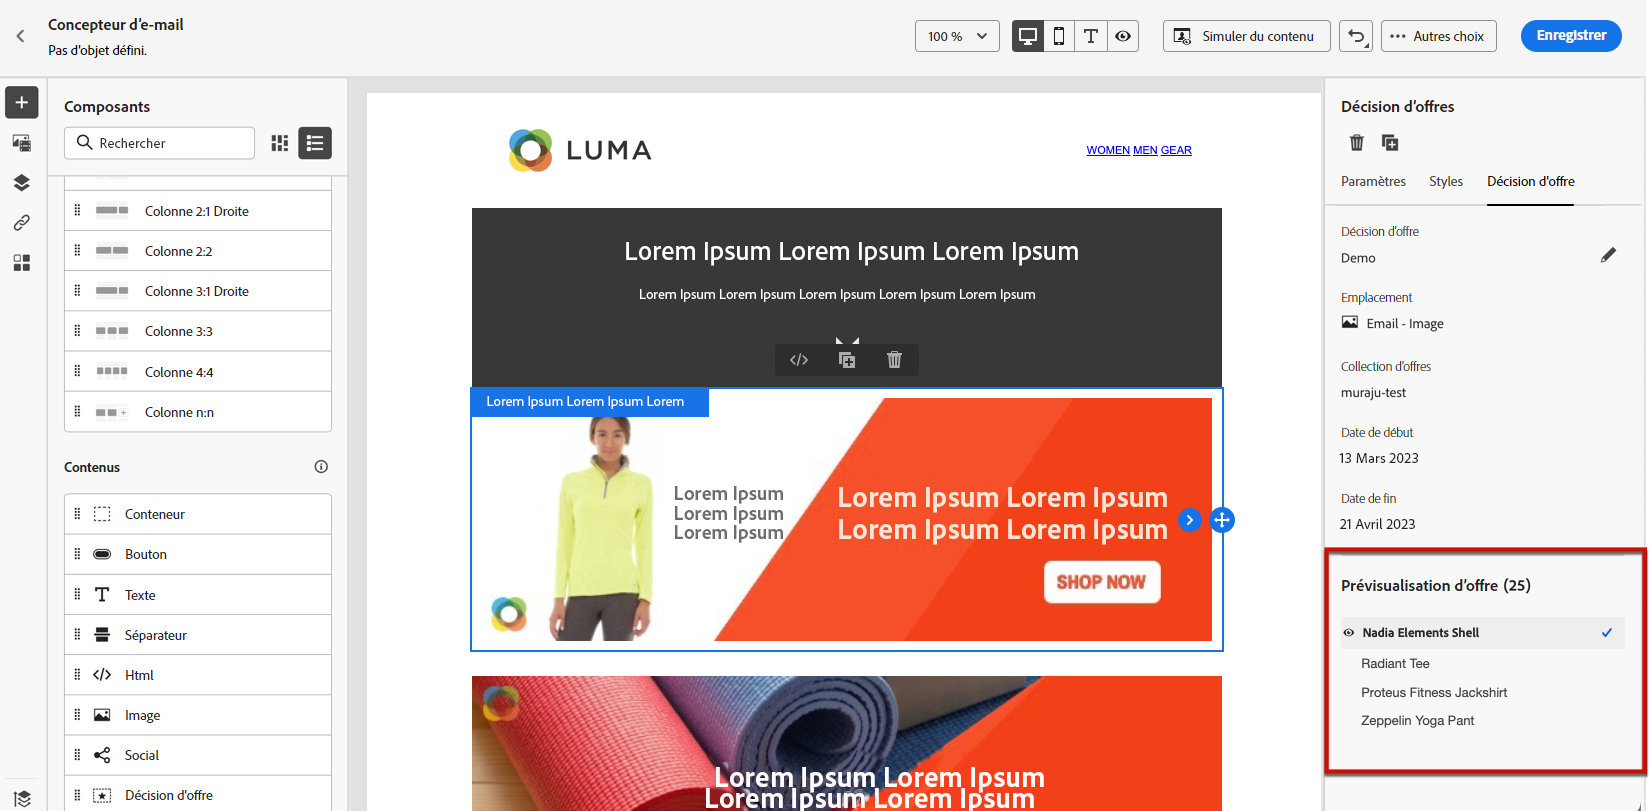 Concepteur d'e-mail
Pas d'objet défini.
100 %
Simuler du contenu
Autres choix
Enregistrer
Composants
Rechercher
Colonne 2:1 Droite
Colonne 2:2
Colonne 3:1 Droite
Colonne 3:3
Colonne 4:4
Colonne n:n
Contenus
Conteneur
Bouton
Texte
Séparateur
Html
Image
Social
Décision d'offre
LUMA
WOMEN MEN GEAR
Lorem Ipsum Lorem Ipsum Lorem Ipsum
Lorem Ipsum Lorem Ipsum Lorem Ipsum Lorem Ipsum Lorem Ipsum
Lorem Ipsum Lorem Ipsum Lorem
Lorem Ipsum
Lorem Ipsum
Lorem Ipsum
Lorem Ipsum Lorem Ipsum
Lorem Ipsum Lorem Ipsum
SHOP NOW
Lorem Ipsum Lorem Ipsum
Lorem Ipsum Lorem Ipsum
Décision d'offres
Paramètres Styles Décision d'offre
Décision d'offre
Demo
Emplacement
Email - Image
Collection d'offres
muraju-test
Date de début
13 Mars 2023
Date de fin
21 Avril 2023
Prévisualisation d'offre (25)
Nadia Elements Shell
Radiant Tee
Proteus Fitness Jackshirt
Zeppelin Yoga Pant